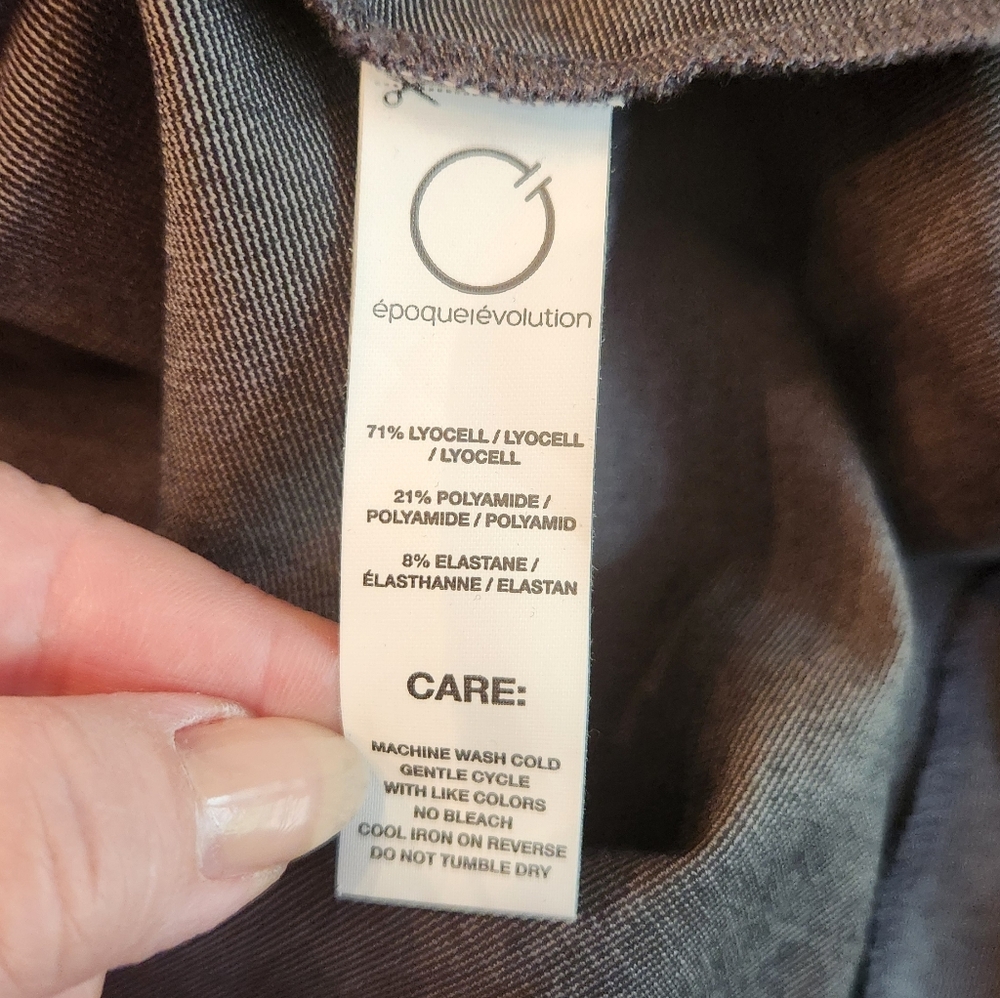 époque|évolution
71% LYOCELL / LYOCELL
/ LYOCELL
21% POLYAMIDE /
POLYAMIDE / POLYAMID
8% ELASTANE /
ÉLASTHANNE / ELASTAN
CARE:
MACHINE WASH COLD
GENTLE CYCLE
WITH LIKE COLORS
NO BLEACH
COOL IRON ON REVERSE
DO NOT TUMBLE DRY